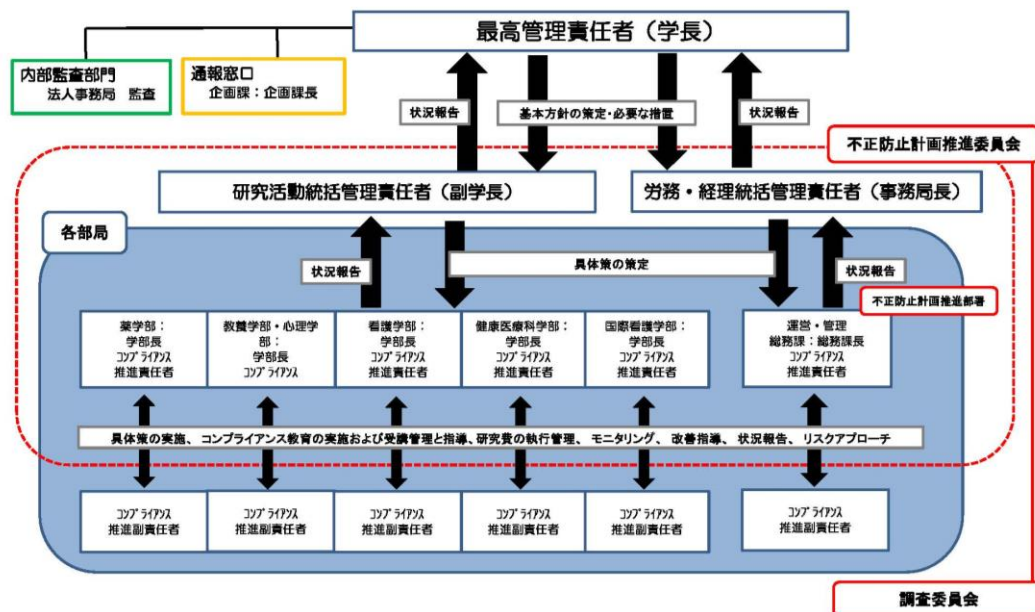 最高管理責任者（学長）
内部監査部門
法人事務局　監査
通報窓口
企画課：企画課長
状況報告
基本方針の策定・必要な措置
状況報告
不正防止計画推進委員会
研究活動統括管理責任者（副学長）
労務・経理統括管理責任者（事務局長）
各部局
状況報告
具体策の策定
状況報告
不正防止計画推進部署
薬学部：
学部長
ｺﾝﾌﾟﾗｲｱﾝｽ
推進責任者
教養学部・心理学
部：
学部長
ｺﾝﾌﾟﾗｲｱﾝｽ
看護学部：
学部長
ｺﾝﾌﾟﾗｲｱﾝｽ
推進責任者
健康医療科学部：
学部長
ｺﾝﾌﾟﾗｲｱﾝｽ
推進責任者
国際看護学部：
学部長
ｺﾝﾌﾟﾗｲｱﾝｽ
推進責任者
運営・管理
総務課：総務課長
ｺﾝﾌﾟﾗｲｱﾝｽ
推進責任者
具体策の実施、コンプライアンス教育の実施および受講管理と指導、研究費の執行管理、モニタリング、改善指導、状況報告、リスクアプローチ
ｺﾝﾌﾟﾗｲｱﾝｽ
推進副責任者
ｺﾝﾌﾟﾗｲｱﾝｽ
推進副責任者
ｺﾝﾌﾟﾗｲｱﾝｽ
推進副責任者
ｺﾝﾌﾟﾗｲｱﾝｽ
推進副責任者
ｺﾝﾌﾟﾗｲｱﾝｽ
推進副責任者
ｺﾝﾌﾟﾗｲｱﾝｽ
推進副責任者
調査委員会